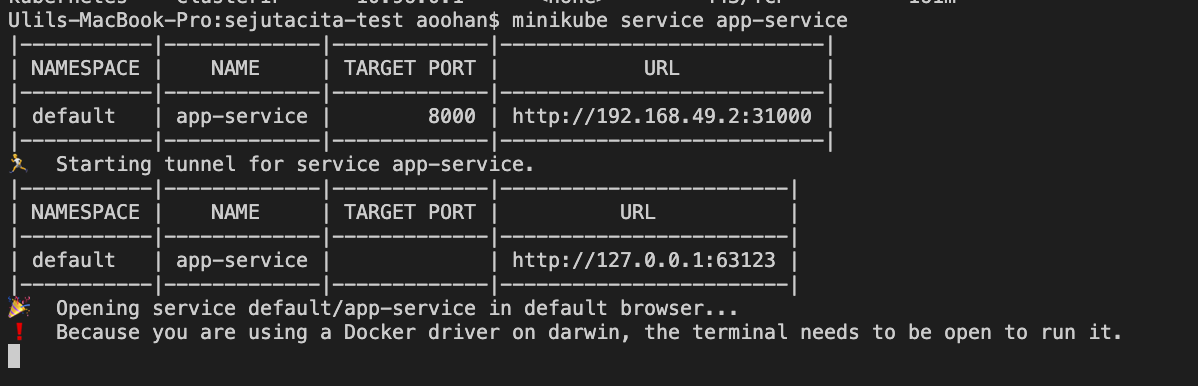 Kubernetes ClusterIP 10.96.0.1 <none> 443/TCP 161m
Ulils-MacBook-Pro:sejutacita-test aoohan$ minikube service app-service
|-----------|-------------|-------------|---------------------------|
| NAMESPACE | NAME | TARGET PORT | URL |
|-----------|-------------|-------------|---------------------------|
| default | app-service | 8000 | http://192.168.49.2:31000 |
|-----------|-------------|-------------|---------------------------|
🏃 Starting tunnel for service app-service.
|-----------|-------------|-------------|------------------------|
| NAMESPACE | NAME | TARGET PORT | URL |
|-----------|-------------|-------------|------------------------|
| default | app-service | | http://127.0.0.1:63123 |
|-----------|-------------|-------------|------------------------|
🎉 Opening service default/app-service in default browser...
❗ Because you are using a Docker driver on darwin, the terminal needs to be open to run it.